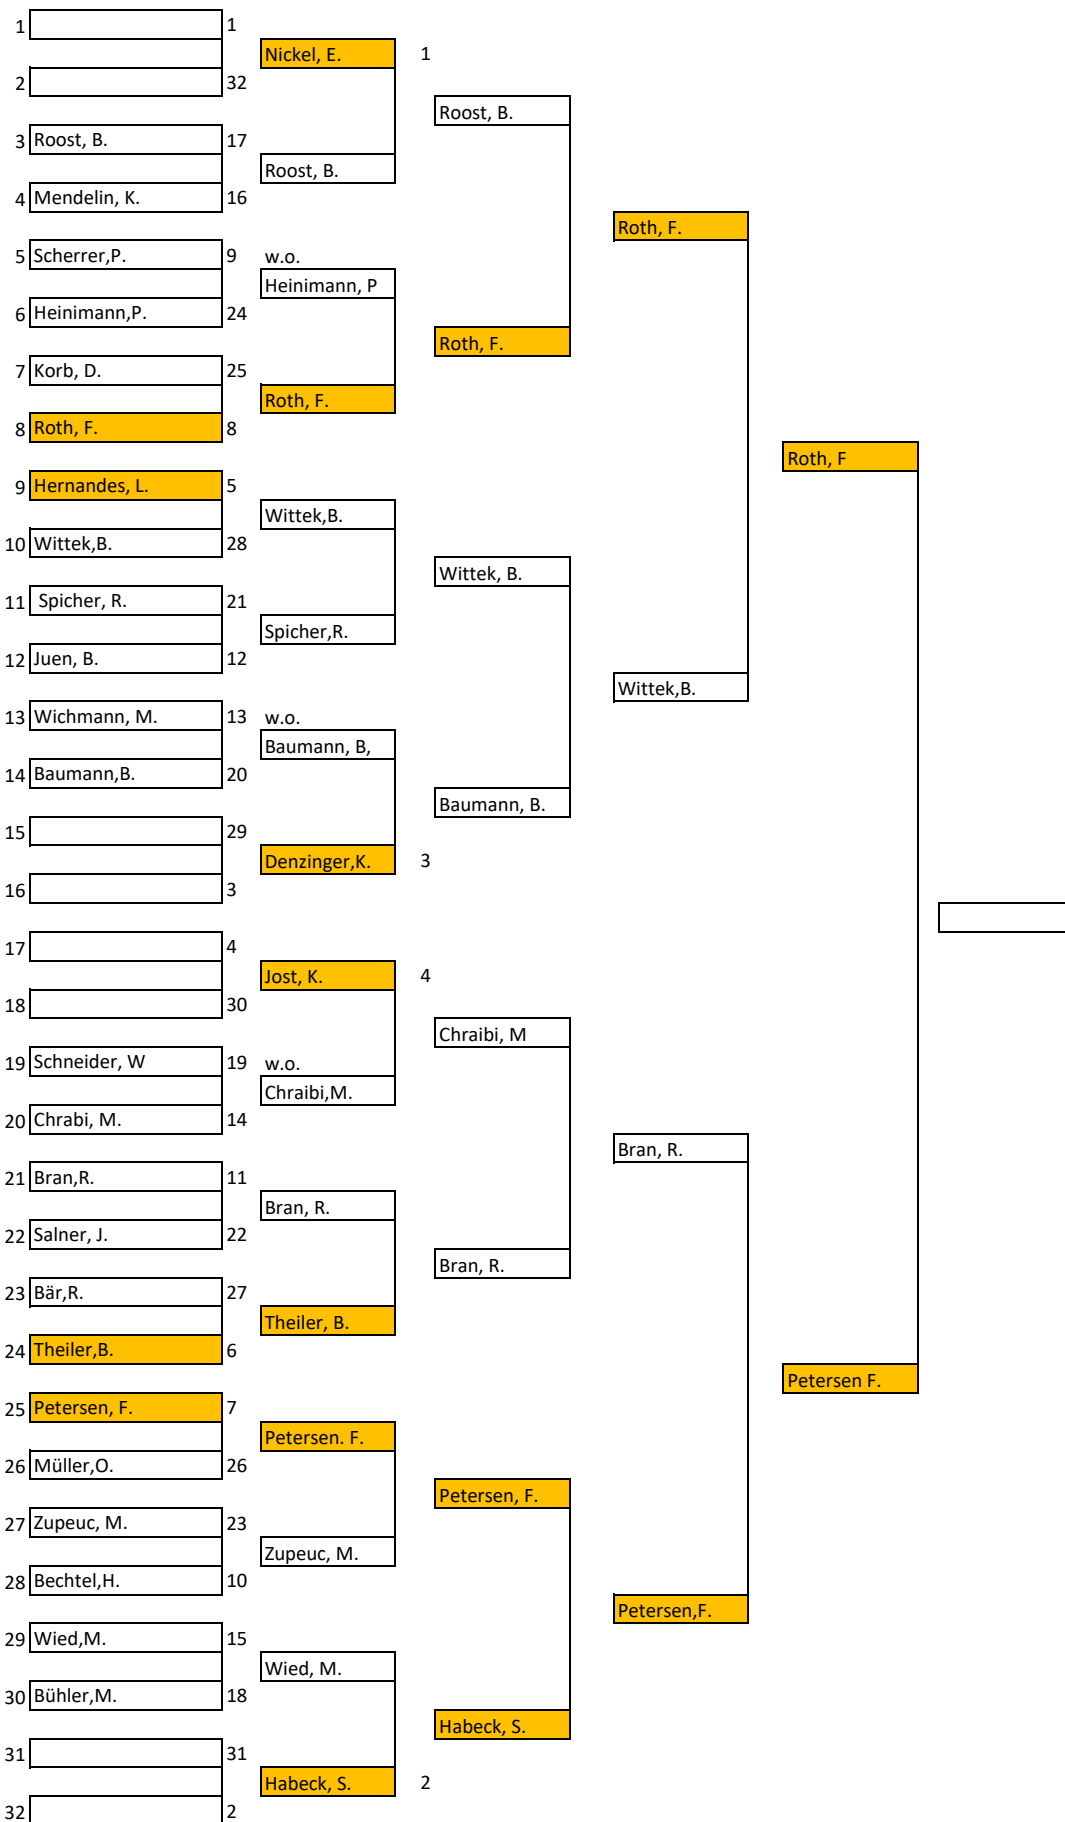 1 1
Nickel, E. 1
2 32
Roost, B.
3 Roost, B. 17
Roost, B.
4 Mendelin, K. 16
Roth, F.
5 Scherrer,P. 9 w.o.
Heinimann, P
6 Heinimann,P. 24
Roth, F.
7 Korb, D. 25
Roth, F.
8 Roth, F. 8
Roth, F
9 Hernandes, L. 5
Wittek,B.
10 Wittek,B. 28
Wittek, B.
11 Spicher, R. 21
Spicher,R.
12 Juen, B. 12
Wittek,B.
13 Wichmann, M. 13 w.o.
Baumann, B,
14 Baumann,B. 20
Baumann, B.
15 29
Denzinger,K. 3
16 3
17 4
Jost, K. 4
18 30
Chraibi, M
19 Schneider, W 19 w.o.
Chraibi,M.
20 Chrabi, M. 14
Bran, R.
21 Bran,R. 11
Bran, R.
22 Salner, J. 22
Bran, R.
23 Bär,R. 27
Theiler, B.
24 Theiler,B. 6
Petersen F.
25 Petersen, F. 7
Petersen. F.
26 Müller,O. 26
Petersen, F.
27 Zupeuc, M. 23
Zupeuc, M.
28 Bechtel,H. 10
Petersen,F.
29 Wied,M. 15
Wied, M.
30 Bühler,M. 18
Habeck, S.
31 31
Habeck, S. 2
32 2